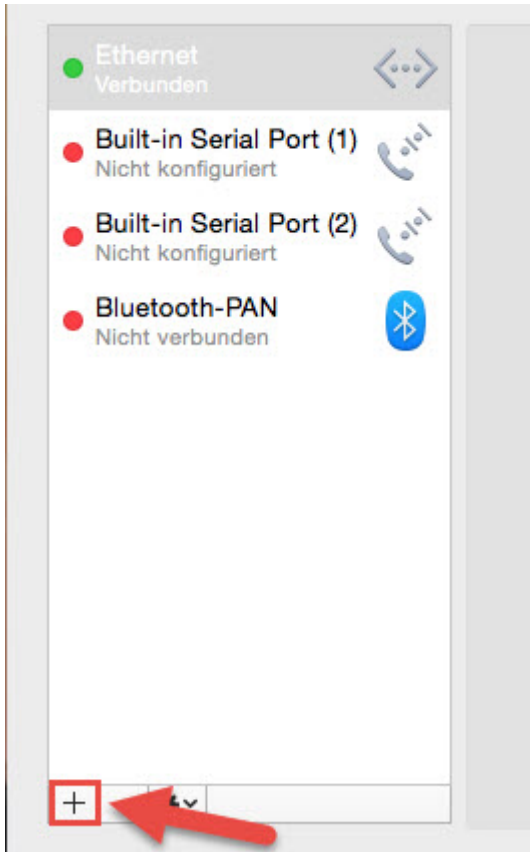 Ethernet
Verbunden
Built-in Serial Port (1)
Nicht konfiguriert
Built-in Serial Port (2)
Nicht konfiguriert
Bluetooth-PAN
Nicht verbunden
+